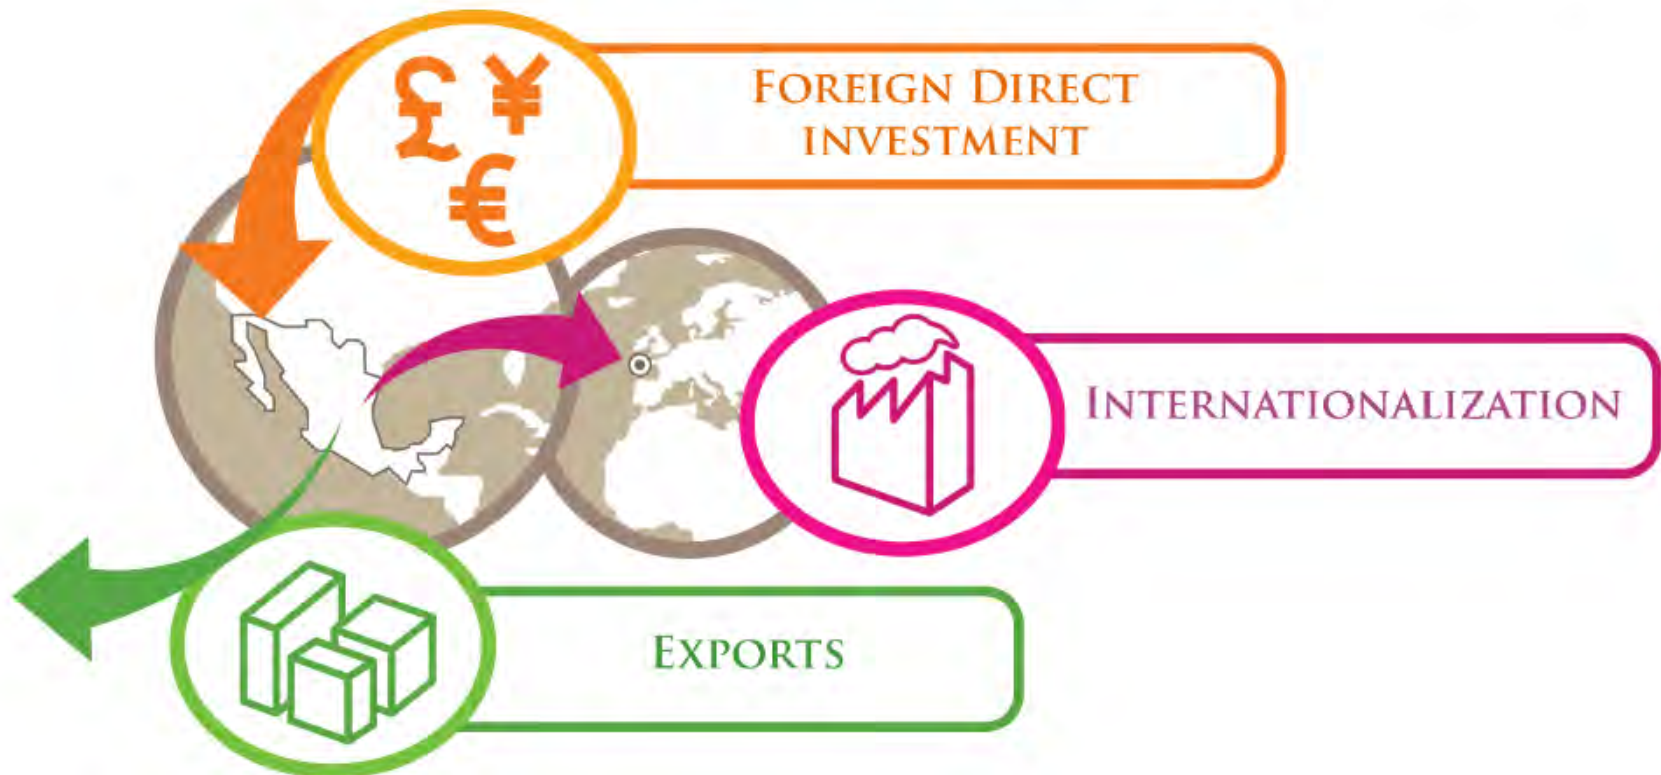 £ ¥
€
FOREIGN DIRECT
INVESTMENT
INTERNATIONALIZATION
EXPORTS